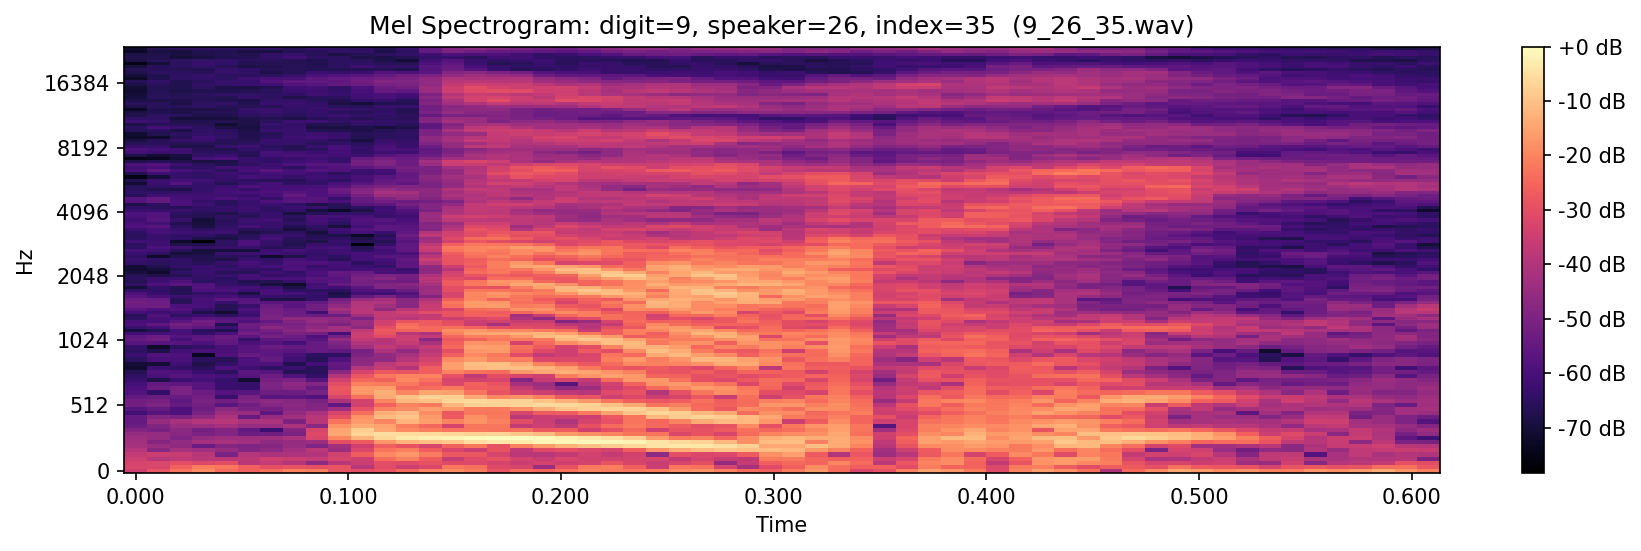 Mel Spectrogram: digit=9, speaker=26, index=35  (9_26_35.wav)
16384
8192
4096
2048
1024
512
0
Hz
0.000
0.100
0.200
0.300
0.400
0.500
0.600
Time
+0 dB
-10 dB
-20 dB
-30 dB
-40 dB
-50 dB
-60 dB
-70 dB